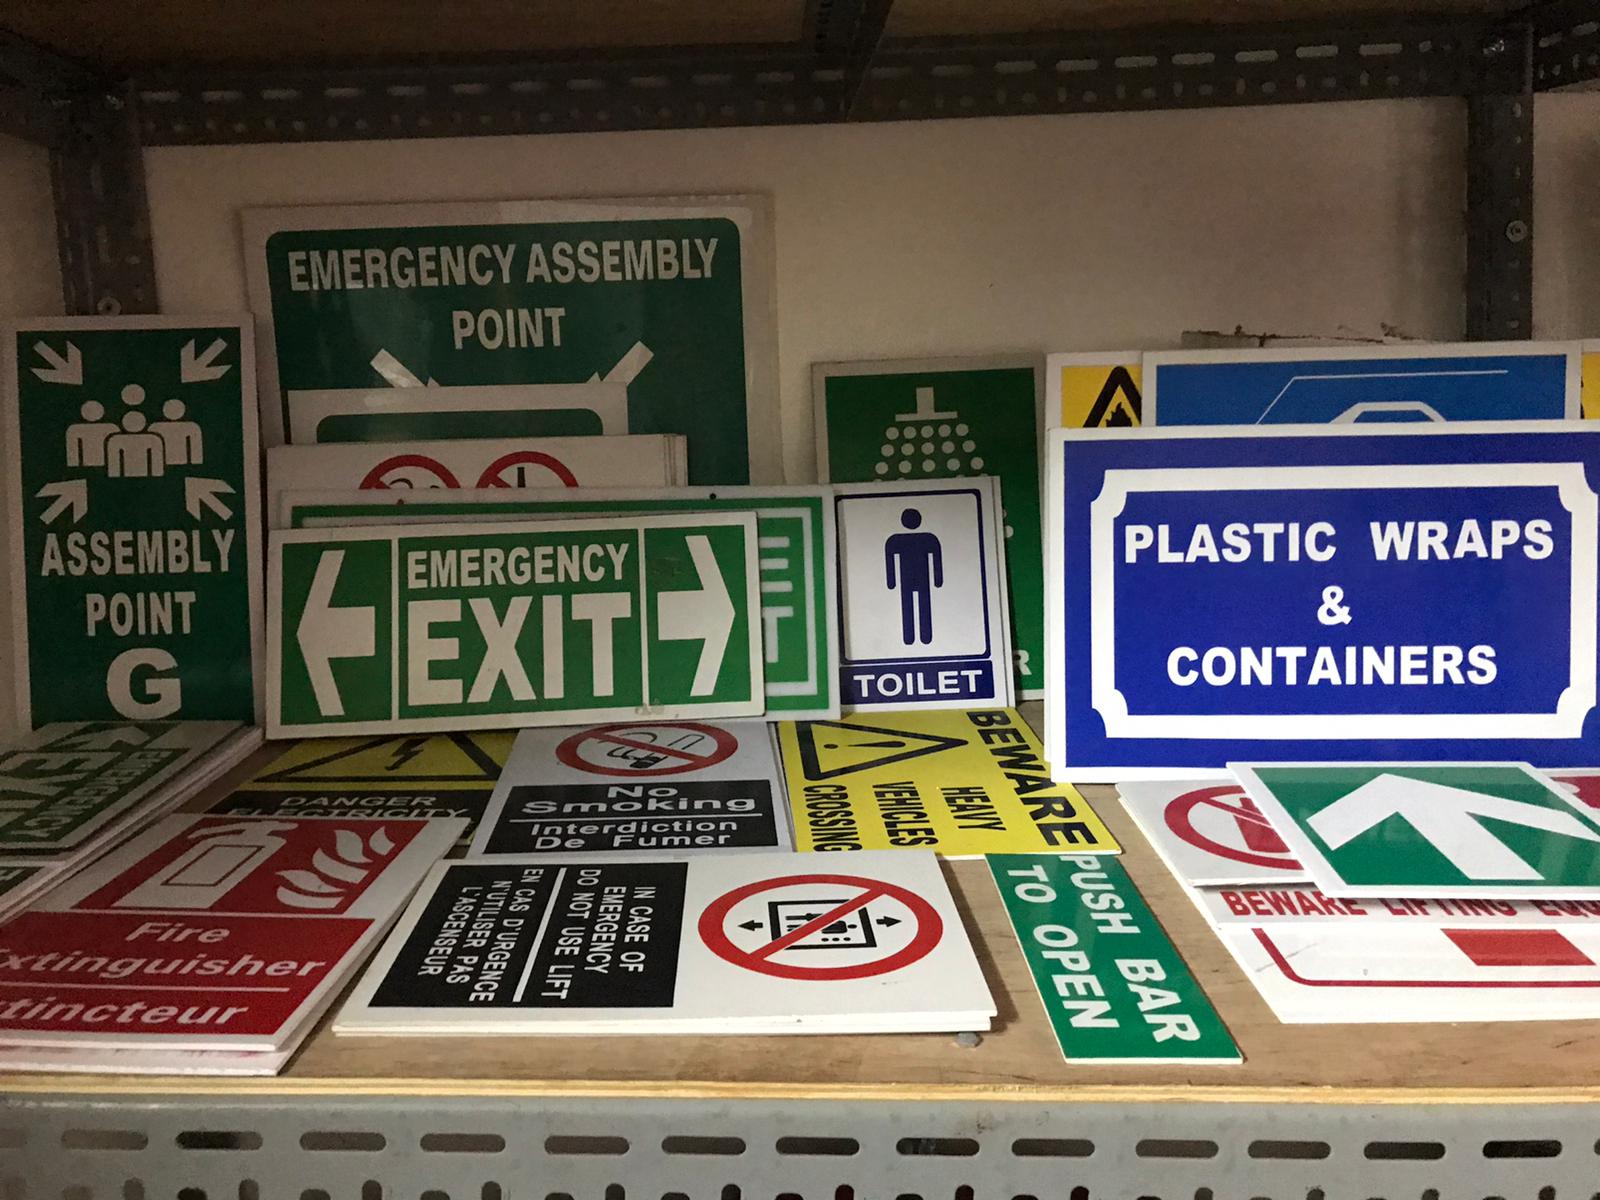 EMERGENCY ASSEMBLY
POINT
ASSEMBLY
POINT
G
EMERGENCY
EXIT
TOILET
PLASTIC WRAPS
&
CONTAINERS
EMERGENCY
DANGER
ELECTRICITY
No
Smoking
Interdiction
De Fumer
BEWARE
HEAVY
VEHICLES
CROSSING
Fire
Extinguisher
Extincteur
IN CASE OF
EMERGENCY
DO NOT USE LIFT
EN CAS D'URGENCE
N'UTILISER PAS
L'ASCENSEUR
PUSH BAR
TO OPEN
BEWARE LIFTING